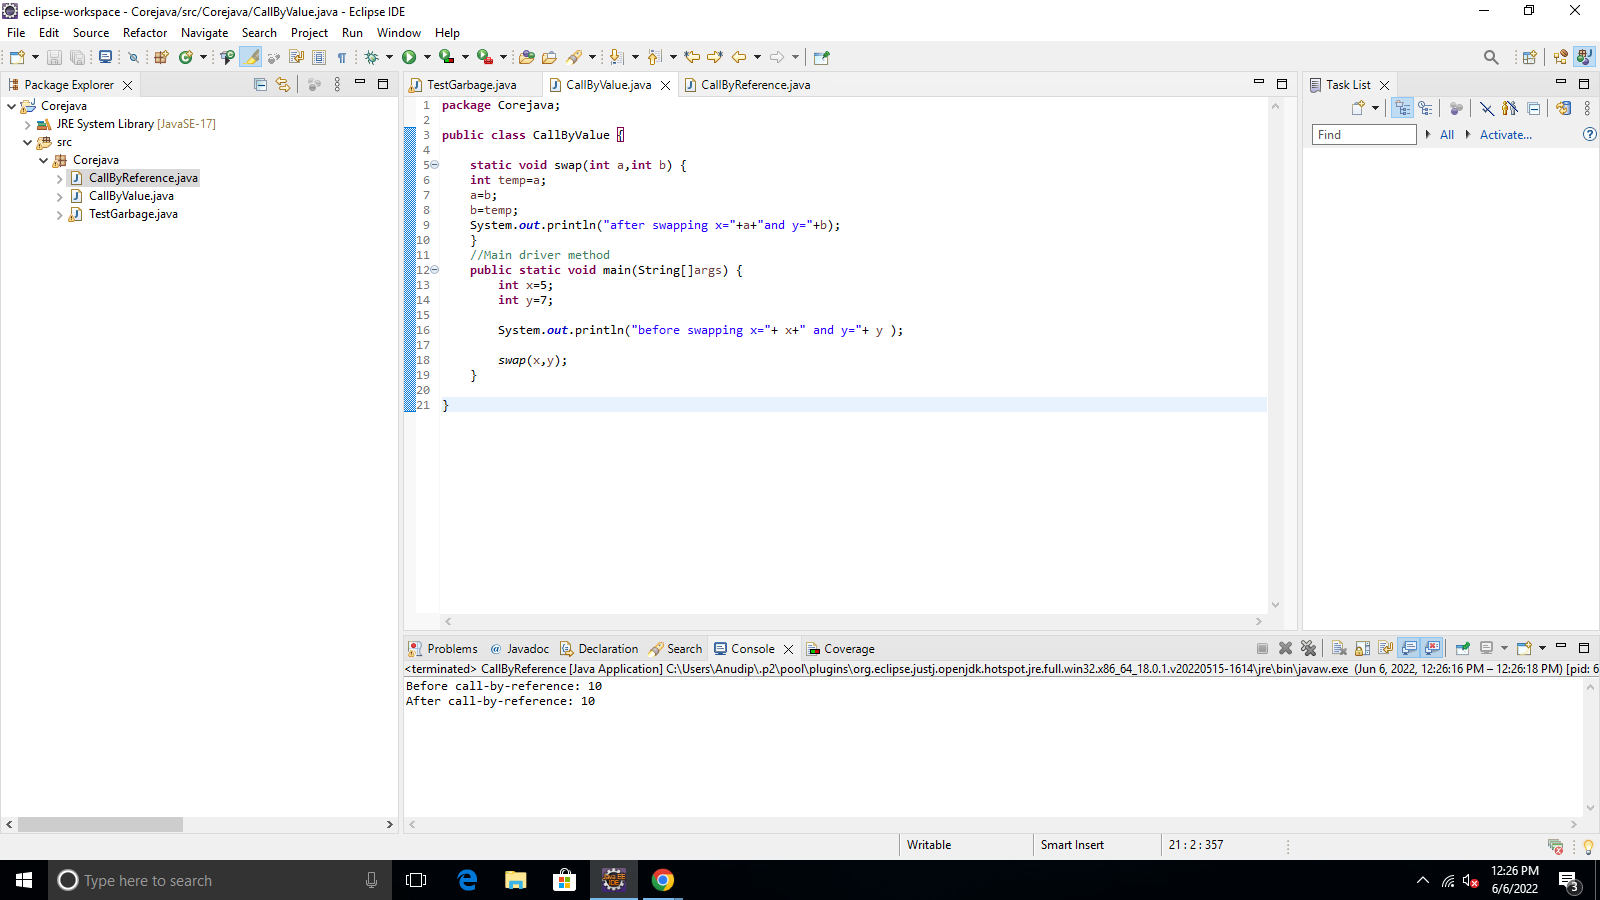 eclipse-workspace - Corejava/src/Corejava/CallByValue.java - Eclipse IDE
File Edit Source Refactor Navigate Search Project Run Window Help
Package Explorer
Corejava
JRE System Library [JavaSE-17]
src
Corejava
CallByReference.java
CallByValue.java
TestGarbage.java
TestGarbage.java CallByValue.java CallByReference.java
1 package Corejava;
2
3 public class CallByValue {
4
5 static void swap(int a,int b) {
6 int temp=a;
7 a=b;
8 b=temp;
9 System.out.println("after swapping x="+a+"and y="+b);
10 }
11 //Main driver method
12 public static void main(String[]args) {
13 int x=5;
14 int y=7;
15
16 System.out.println("before swapping x="+ x+" and y="+ y );
17
18 swap(x,y);
19 }
20
21 }
Task List
Find All Activate...
Problems @ Javadoc Declaration Search Console Coverage
<terminated> CallByReference [Java Application] C:\Users\Anudip\.p2\pool\plugins\org.eclipse.justj.openjdk.hotspot.jre.full.win32.x86_64_18.0.1.v20220515-1614\jre\bin\javaw.exe (Jun 6, 2022, 12:26:16 PM – 12:26:18 PM) [pid: 6
Before call-by-reference: 10
After call-by-reference: 10
Writable Smart Insert 21 : 2 : 357
Type here to search
12:26 PM
6/6/2022
3